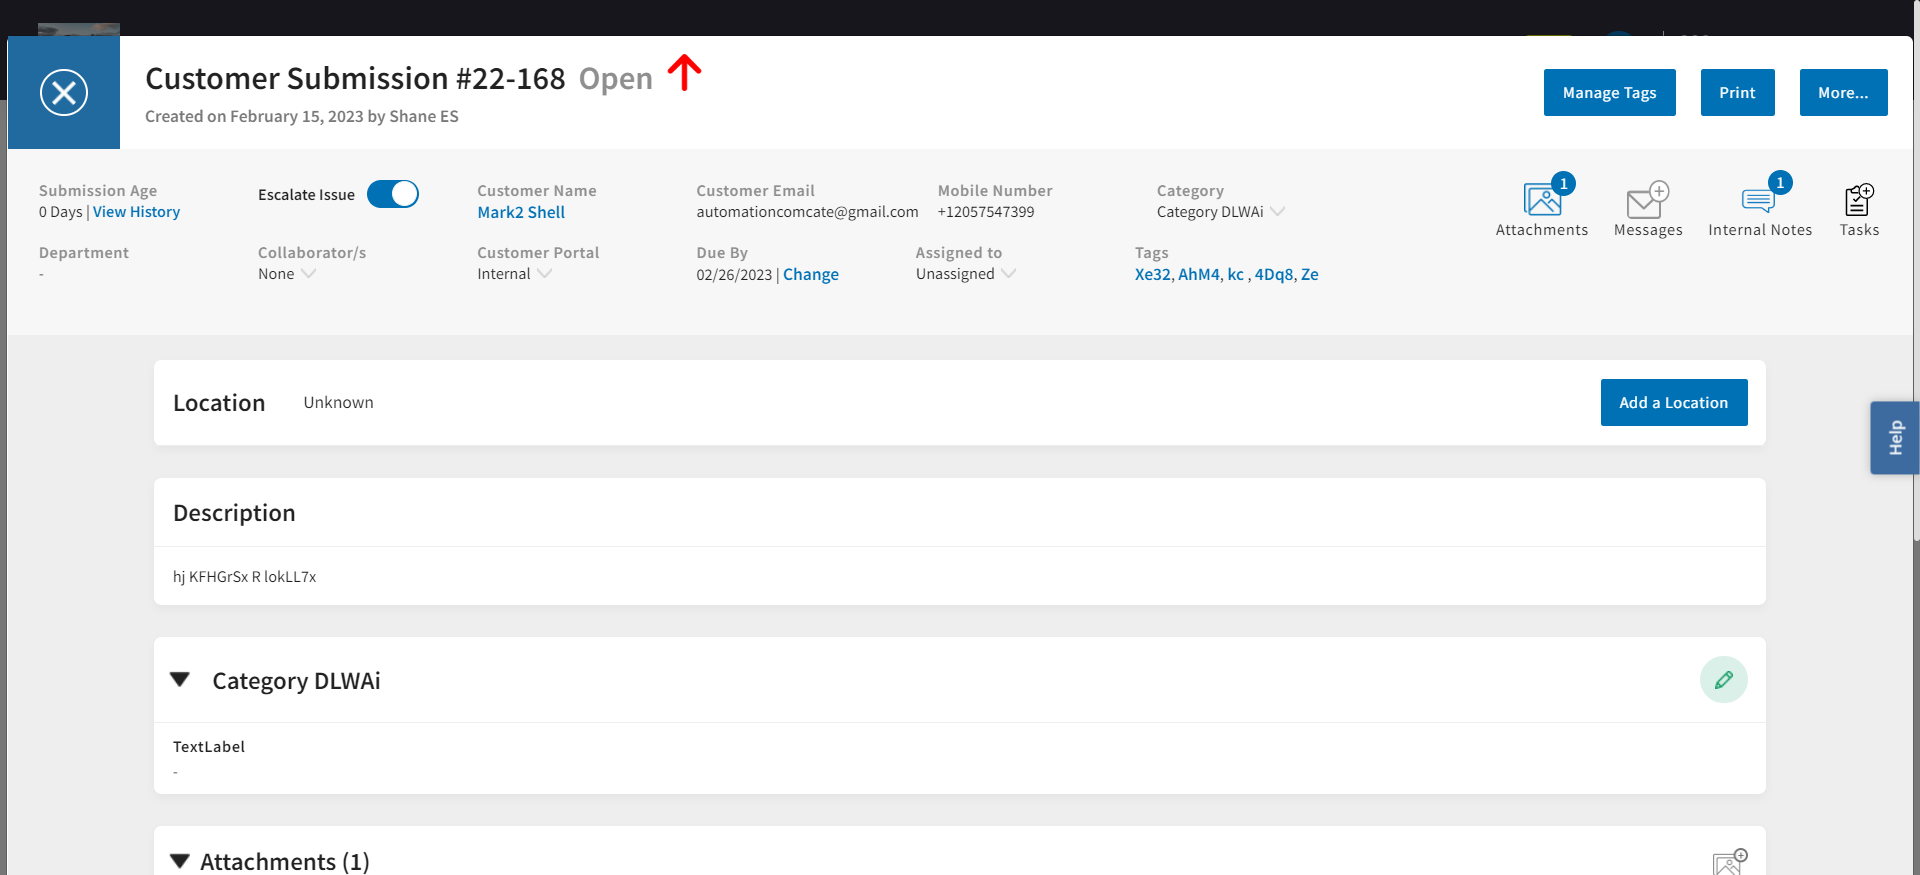 Customer Submission #22-168 Open
Created on February 15, 2023 by Shane ES
Manage Tags
Print
More...
Submission Age
0 Days | View History
Escalate Issue
Customer Name
Mark2 Shell
Customer Email
automationcomcate@gmail.com
Mobile Number
+12057547399
Category
Category DLWAi
1
Attachments
Messages
1
Internal Notes
Tasks
Department
-
Collaborator/s
None
Customer Portal
Internal
Due By
02/26/2023 | Change
Assigned to
Unassigned
Tags
Xe32, AhM4, kc , 4Dq8, Ze
Location Unknown
Add a Location
Help
Description
hj KFHGrSx R lokLL7x
Category DLWAi
TextLabel
-
Attachments (1)